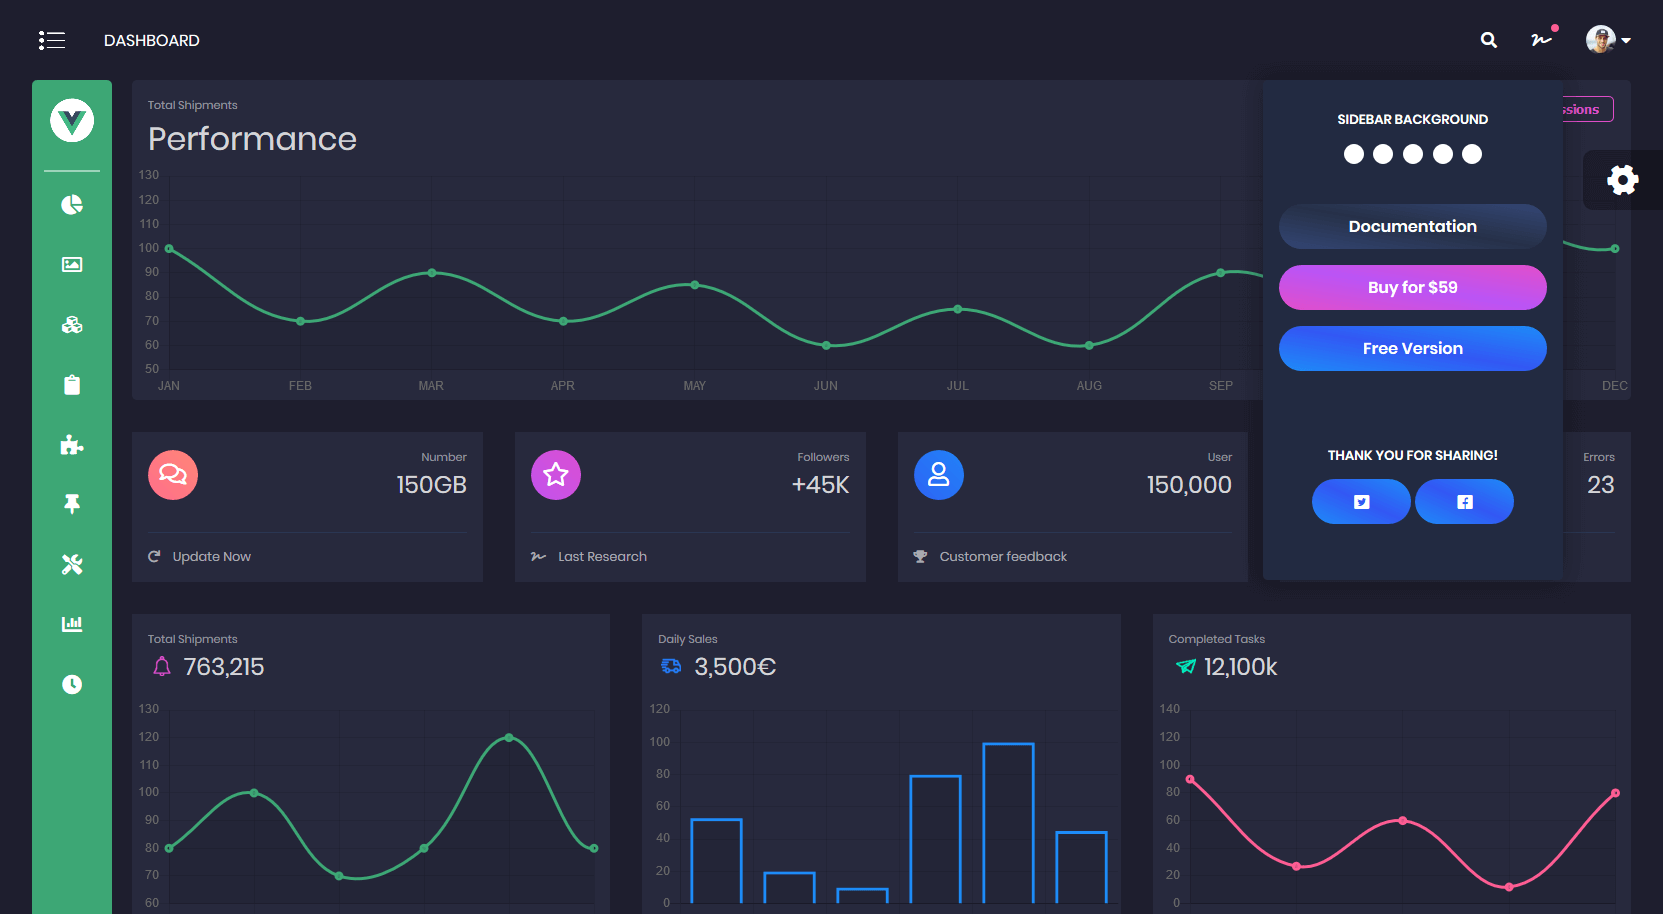 DASHBOARD
Total Shipments
Performance
ssions
130
120
110
100
90
80
70
60
50
JAN FEB MAR APR MAY JUN JUL AUG SEP DEC
SIDEBAR BACKGROUND
Documentation
Buy for $59
Free Version
THANK YOU FOR SHARING!
Number
150GB
Update Now
Followers
+45K
Last Research
User
150,000
Customer feedback
Errors
23
Total Shipments
763,215
130
120
110
100
90
80
70
60
Daily Sales
3,500€
120
100
80
60
40
20
0
Completed Tasks
12,100k
140
120
100
80
60
40
20
0